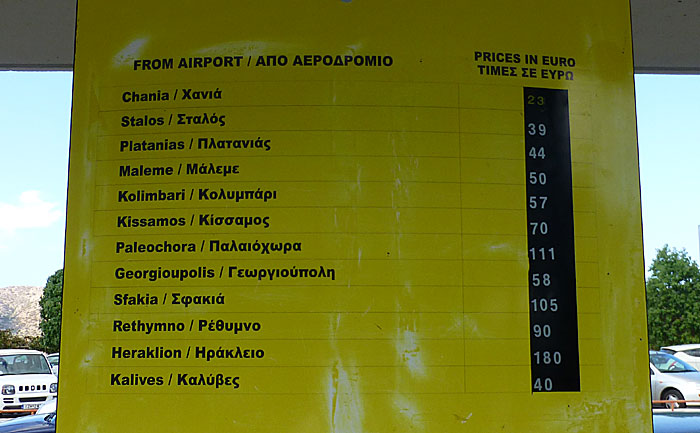 FROM AIRPORT / ΑΠΟ ΑΕΡΟΔΡΟΜΙΟ
PRICES IN EURO
ΤΙΜΕΣ ΣΕ ΕΥΡΩ
Chania / Χανιά 23
Stalos / Σταλός 39
Platanias / Πλατανιάς 44
Maleme / Μάλεμε 50
Kolimbari / Κολυμπάρι 57
Kissamos / Κίσσαμος 70
Paleochora / Παλαιόχωρα 111
Georgioupolis / Γεωργιούπολη 58
Sfakia / Σφακιά 105
Rethymno / Ρέθυμνο 90
Heraklion / Ηράκλειο 180
Kalives / Καλύβες 40